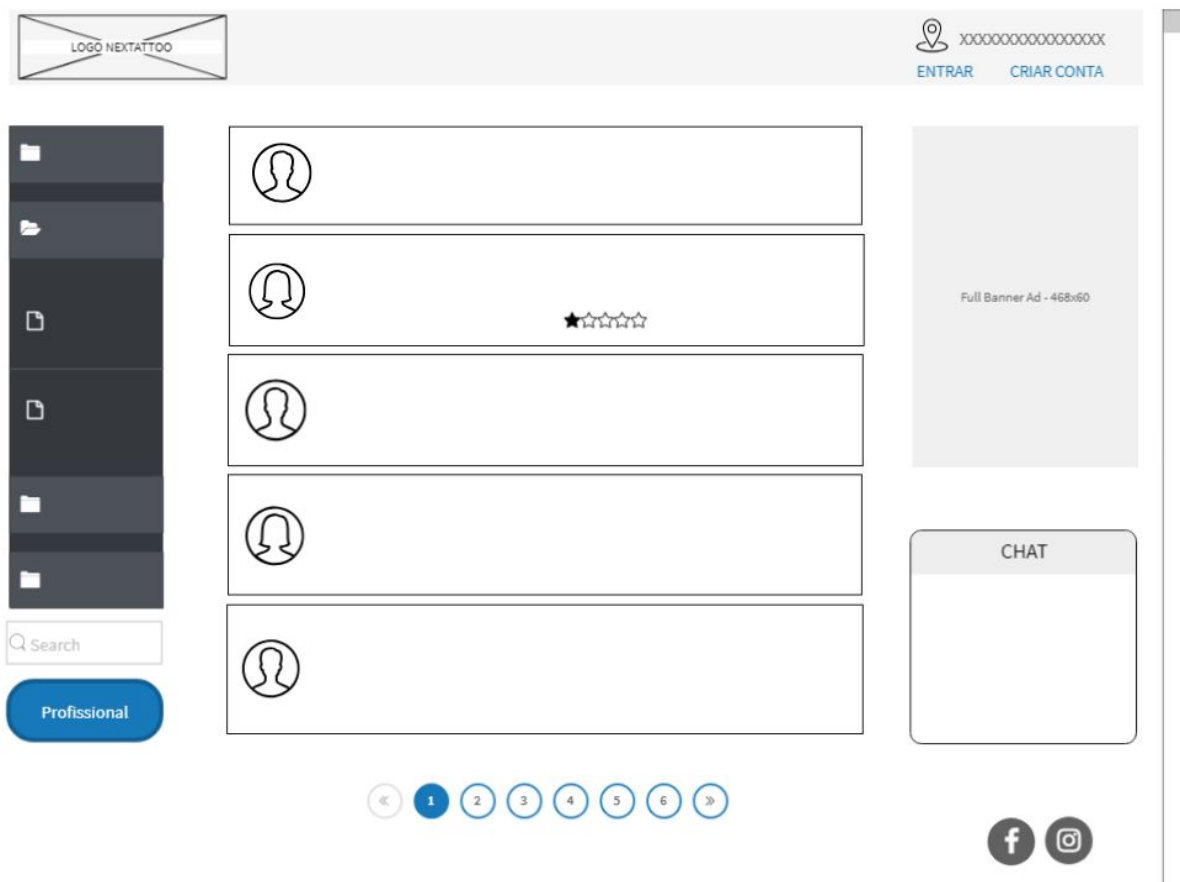 LOGO NEXTATTOO
XXXXXXXXXXXXXXXX
ENTRAR CRIAR CONTA
Full Banner Ad - 468x60
CHAT
Search
Profissional
« 1 2 3 4 5 6 »